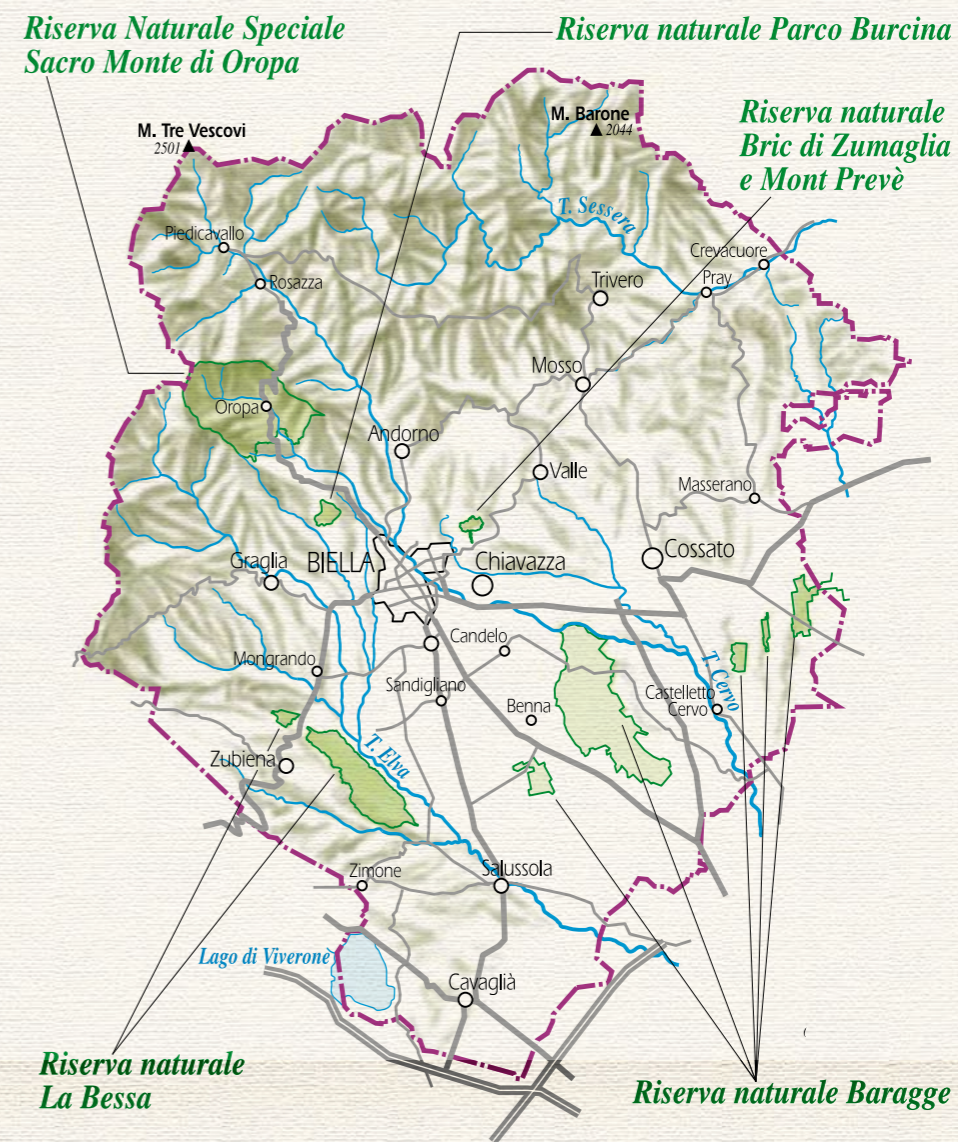 Riserva Naturale Speciale
Sacro Monte di Oropa
Riserva naturale Parco Burcina
Riserva naturale
Bric di Zumaglia
e Mont Prevè
M. Tre Vescovi
2501
M. Barone
2044
T. Sessera
Piedicavallo
Rosazza
Crevacuore
Pray
Trivero
Mosso
Oropa
Andorno
Valle
Masserano
Graglia
BIELLA
Chiavazza
Cossato
Mongrando
Candelo
Sandigliano
Benna
T. Cervo
Castelletto
Cervo
Zubiena
T. Elva
Zimone
Salussola
Lago di Viverone
Cavaglià
Riserva naturale
La Bessa
Riserva naturale Baragge